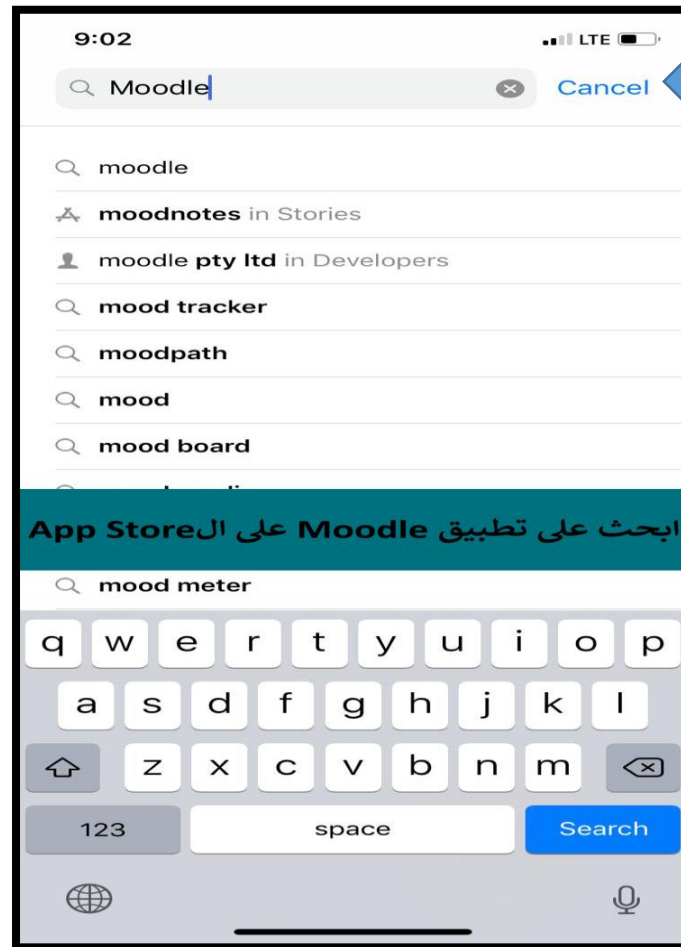 9:02 LTE
Moodle Cancel
moodle
moodnotes in Stories
moodle pty ltd in Developers
mood tracker
moodpath
mood
mood board
ابحث على تطبيق Moodle على الApp Store
mood meter
q w e r t y u i o p
a s d f g h j k l
z x c v b n m
123 space Search